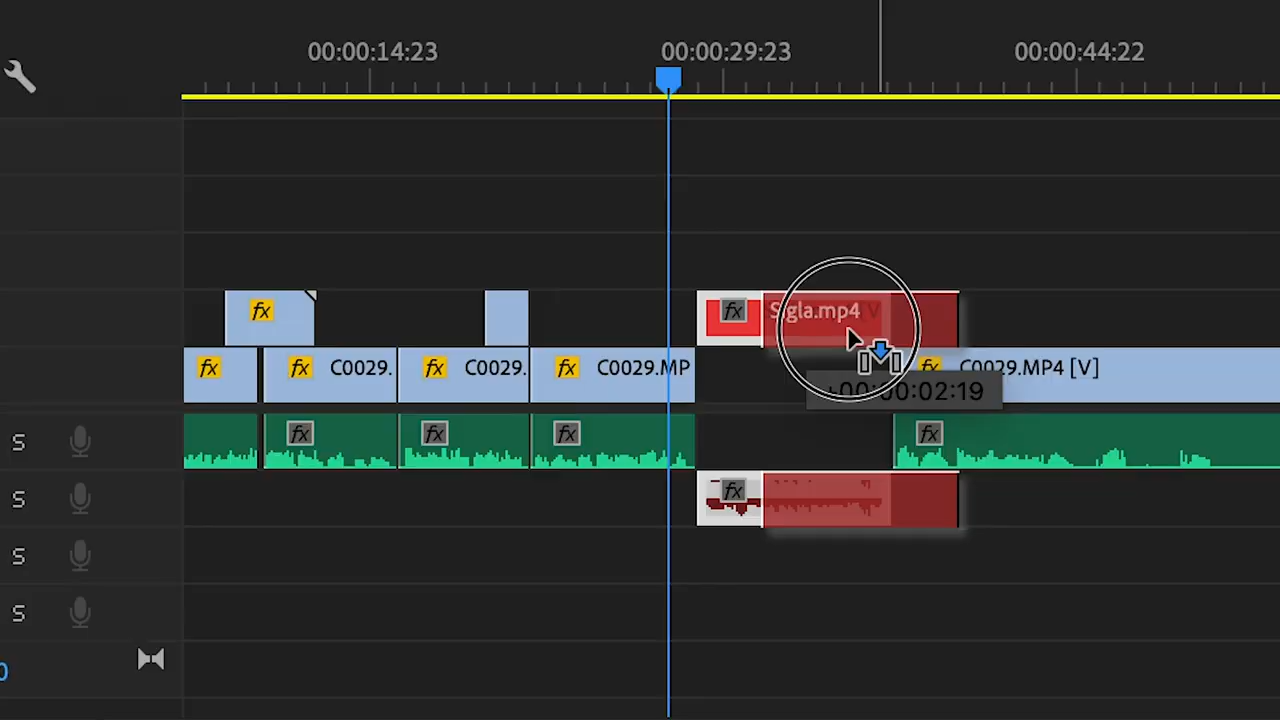 00:00:14:23 00:00:29:23 00:00:44:22
fx fx Sigla.mp4
fx fx C0029. fx C0029. fx C0029.MP fx C0029.MP4 [V]
+00:00:02:19
S fx fx fx fx
S fx
S
S
0